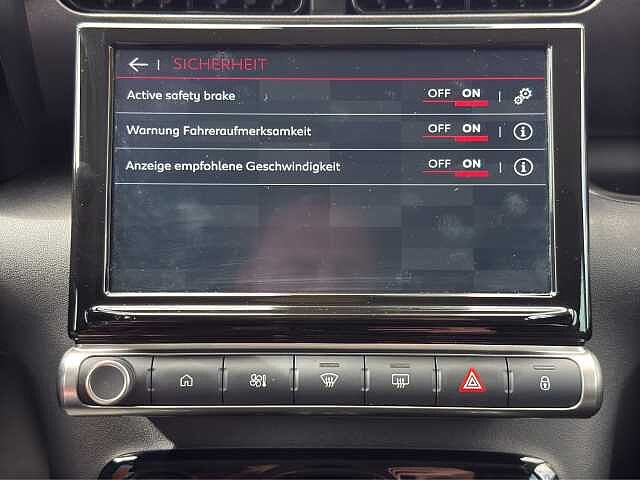 SICHERHEIT
Active safety brake OFF ON
Warnung Fahreraufmerksamkeit OFF ON
Anzeige empfohlene Geschwindigkeit OFF ON